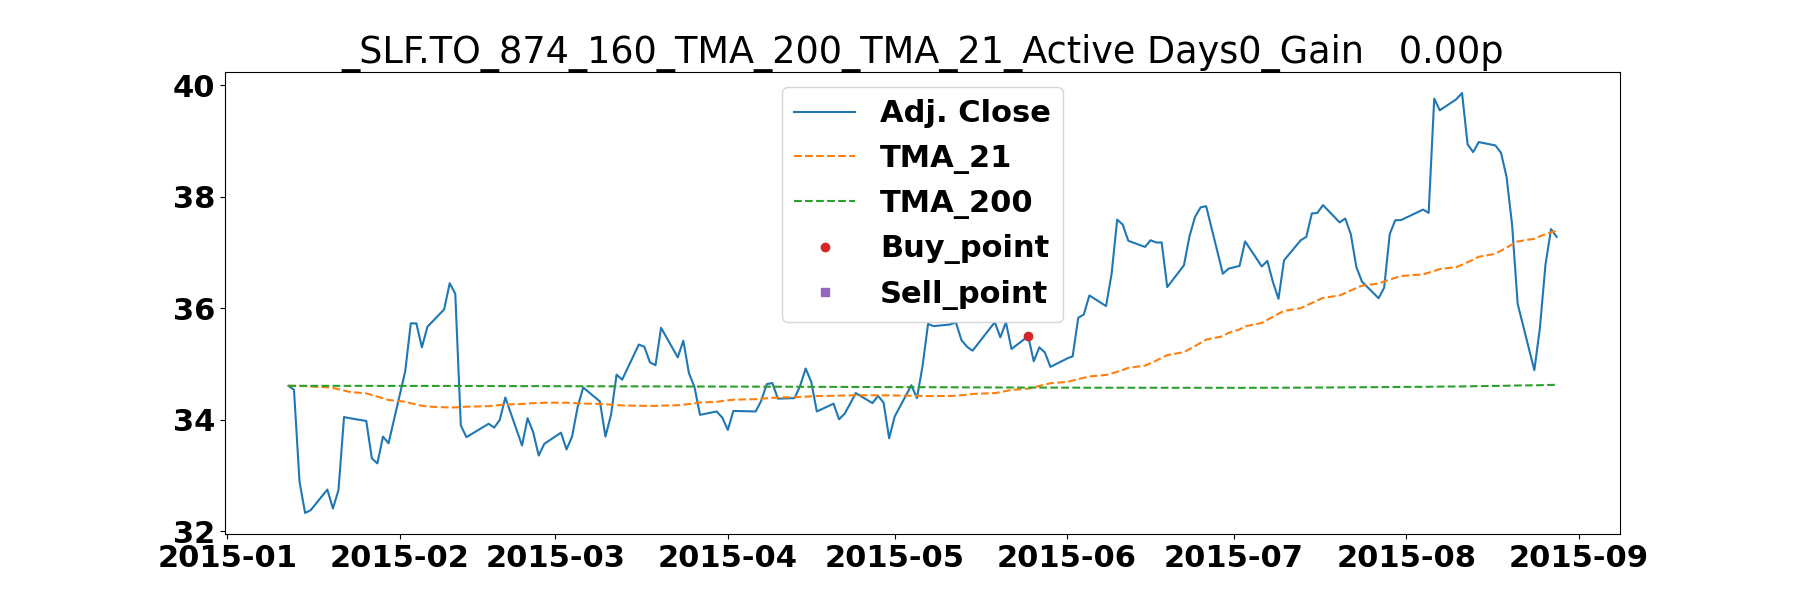 _SLF.TO_874_160_TMA_200_TMA_21_Active Days0_Gain   0.00p
40
38
36
34
32
Adj. Close
TMA_21
TMA_200
Buy_point
Sell_point
2015-01 2015-02 2015-03 2015-04 2015-05 2015-06 2015-07 2015-08 2015-09